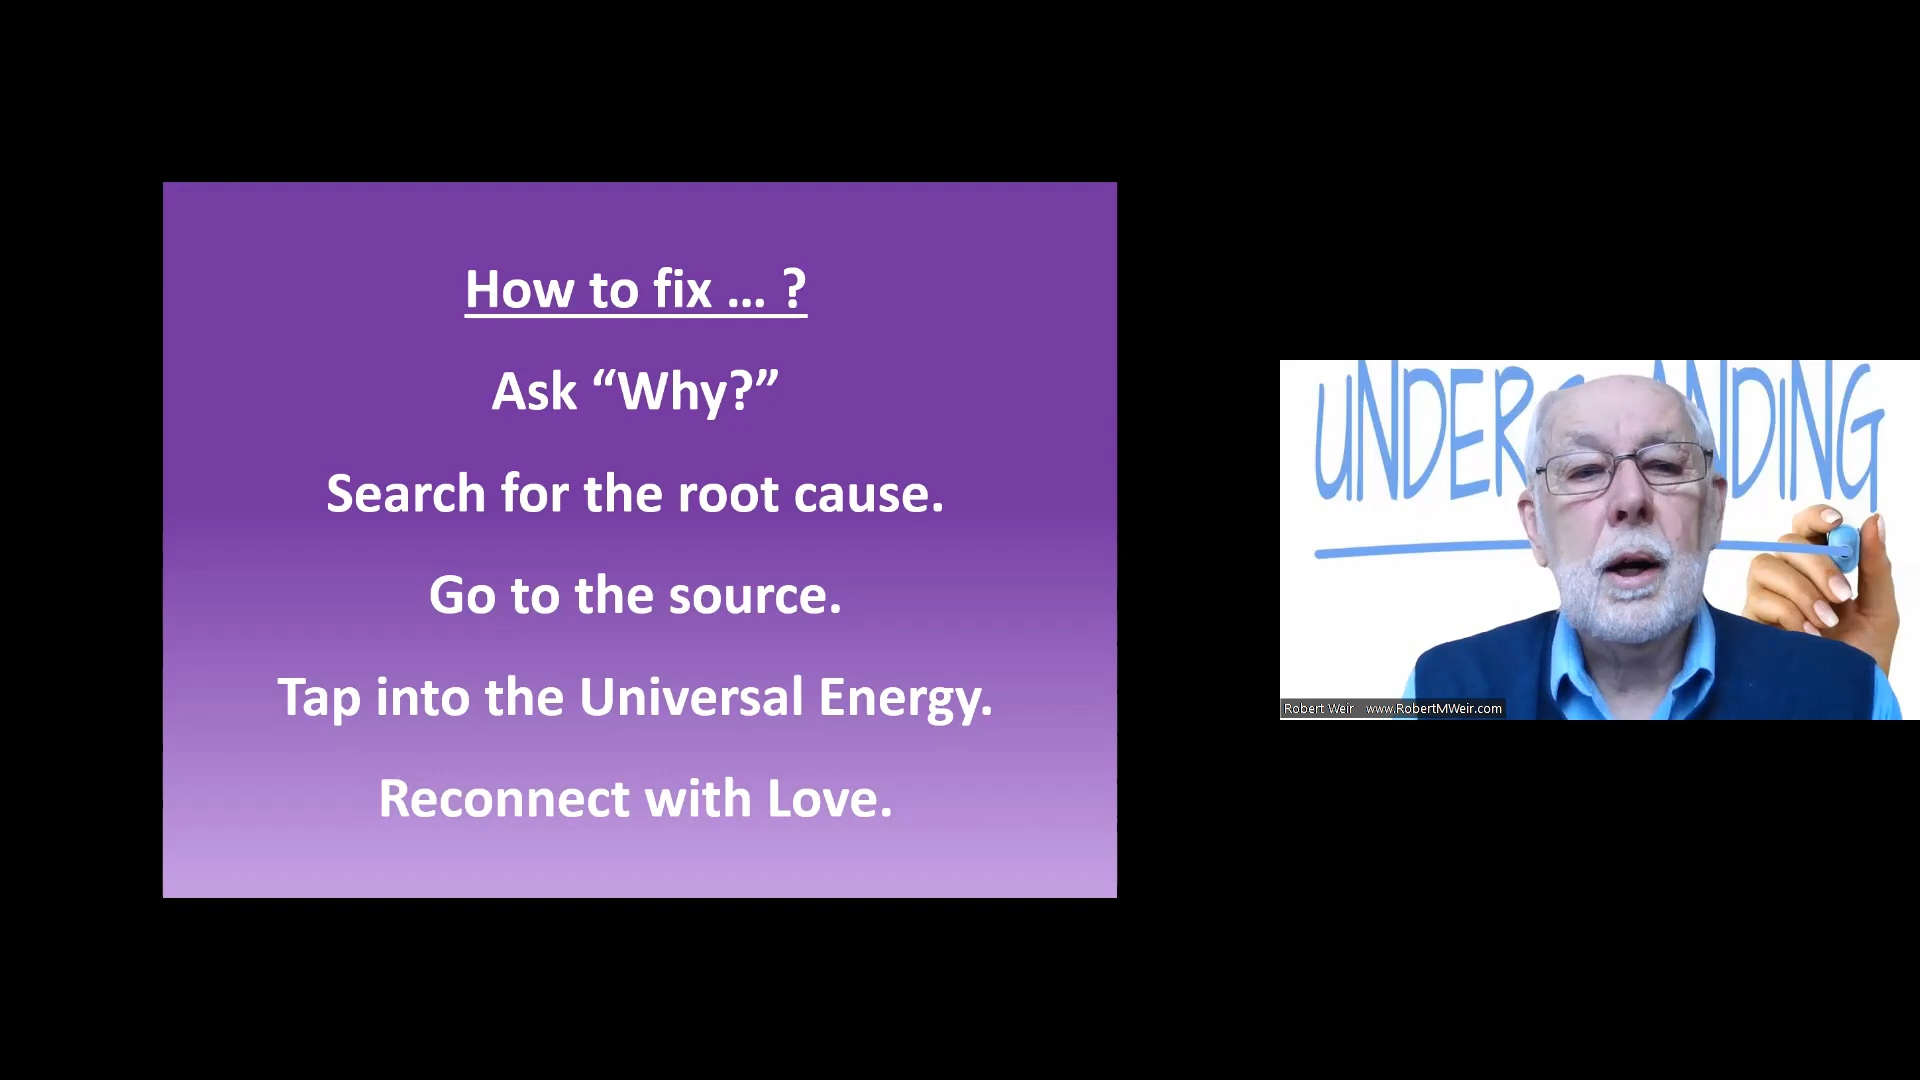 How to fix ... ?
Ask “Why?”
Search for the root cause.
Go to the source.
Tap into the Universal Energy.
Reconnect with Love.
UNDER NDING
Robert Weir www.RobertMWeir.com